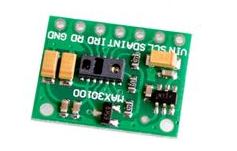 VIN SCL SDA INT IRD RD GND
MAX30100